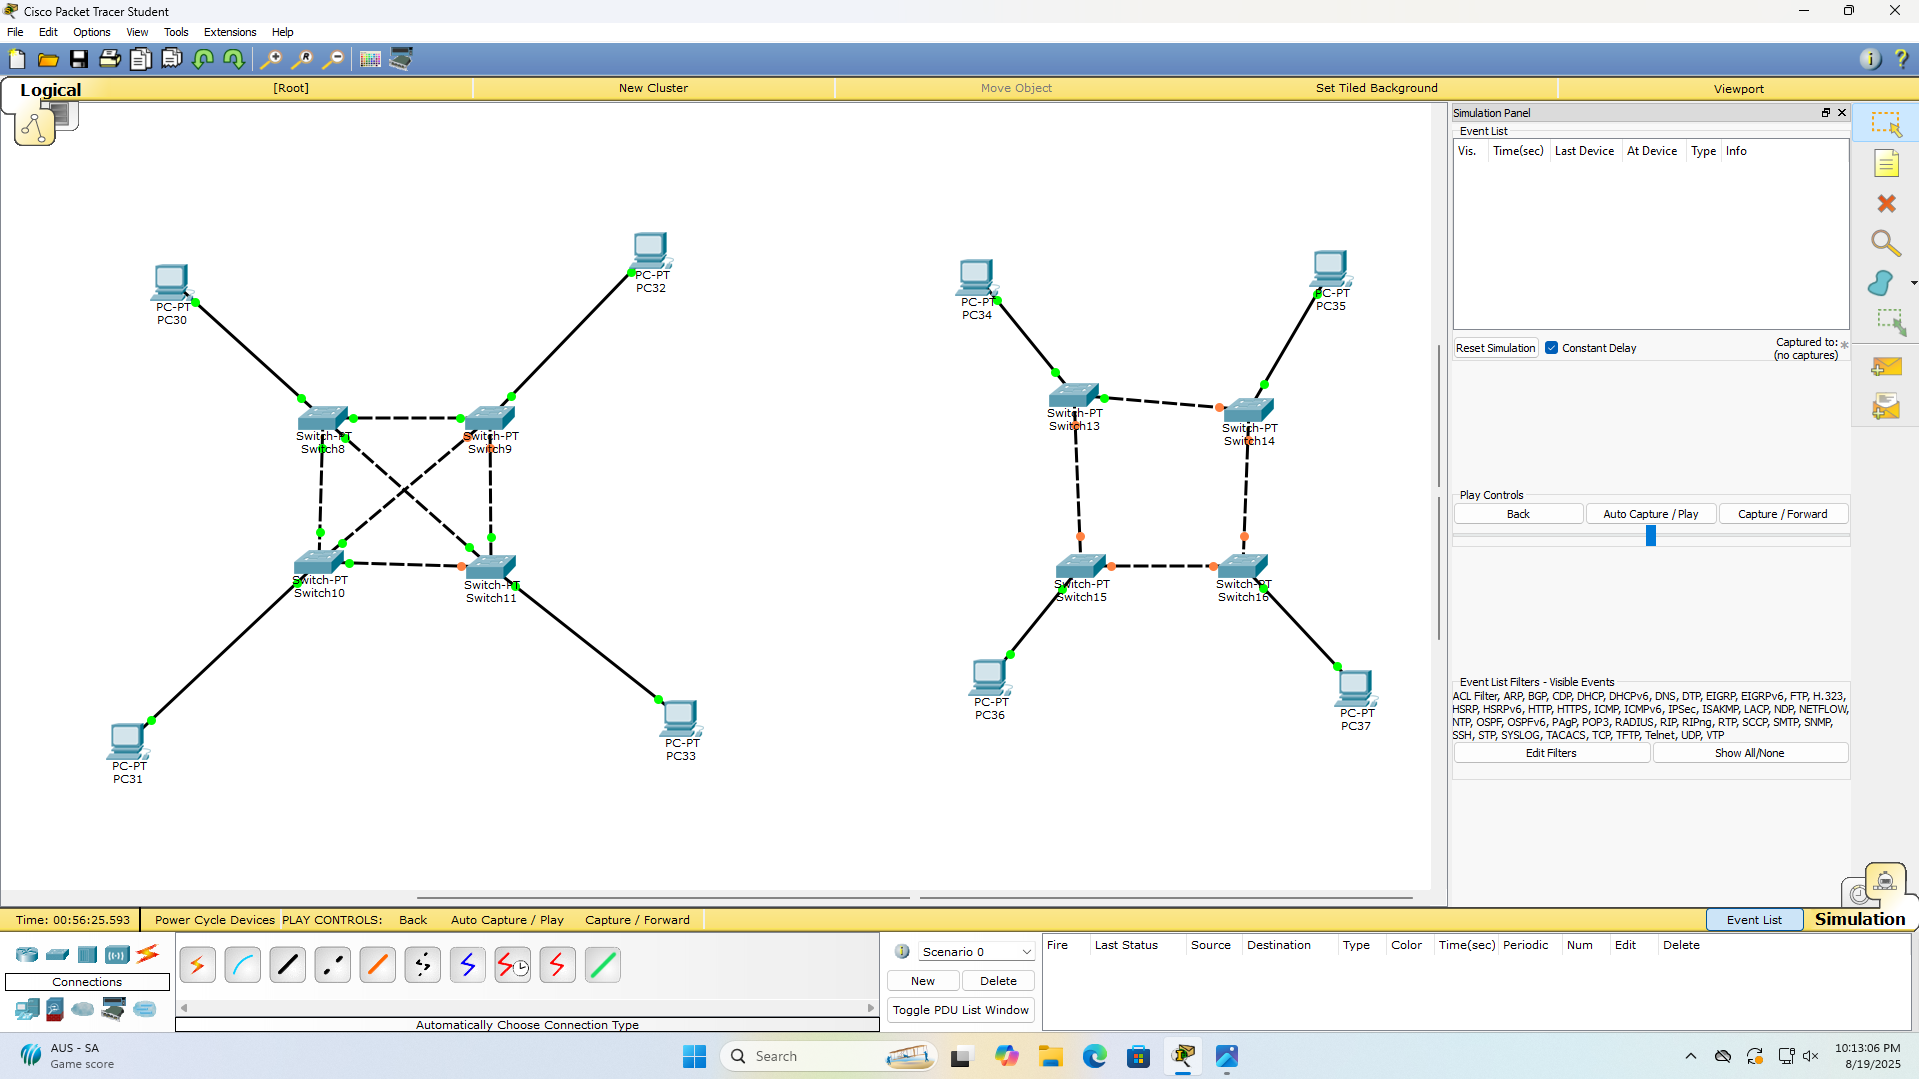 Cisco Packet Tracer Student
File Edit Options View Tools Extensions Help
Logical [Root] New Cluster Move Object Set Tiled Background Viewport
Simulation Panel
Event List
Vis. Time(sec) Last Device At Device Type Info
Reset Simulation Constant Delay Captured to: *
(no captures)
Play Controls
Back Auto Capture / Play Capture / Forward
Event List Filters - Visible Events
ACL Filter, ARP, BGP, CDP, DHCP, DHCPv6, DNS, DTP, EIGRP, EIGRPv6, FTP, H.323,
HSRP, HSRPv6, HTTP, HTTPS, ICMP, ICMPv6, IPSec, ISAKMP, LACP, NDP, NETFLOW,
NTP, OSPF, OSPFv6, PAgP, POP3, RADIUS, RIP, RIPng, RTP, SCCP, SMTP, SNMP,
SSH, STP, SYSLOG, TACACS, TCP, TFTP, Telnet, UDP, VTP
Edit Filters Show All/None
PC-PT
PC30
PC-PT
PC32
Switch-PT
Switch8
Switch-PT
Switch9
Switch-PT
Switch10
Switch-PT
Switch11
PC-PT
PC31
PC-PT
PC33
PC-PT
PC34
PC-PT
PC35
Switch-PT
Switch13
Switch-PT
Switch14
Switch-PT
Switch15
Switch-PT
Switch16
PC-PT
PC36
PC-PT
PC37
Time: 00:56:25.593 Power Cycle Devices PLAY CONTROLS: Back Auto Capture / Play Capture / Forward Event List Simulation
Connections
Automatically Choose Connection Type
Scenario 0
New Delete
Toggle PDU List Window
Fire Last Status Source Destination Type Color Time(sec) Periodic Num Edit Delete
AUS - SA
Game score
Search
10:13:06 PM
8/19/2025